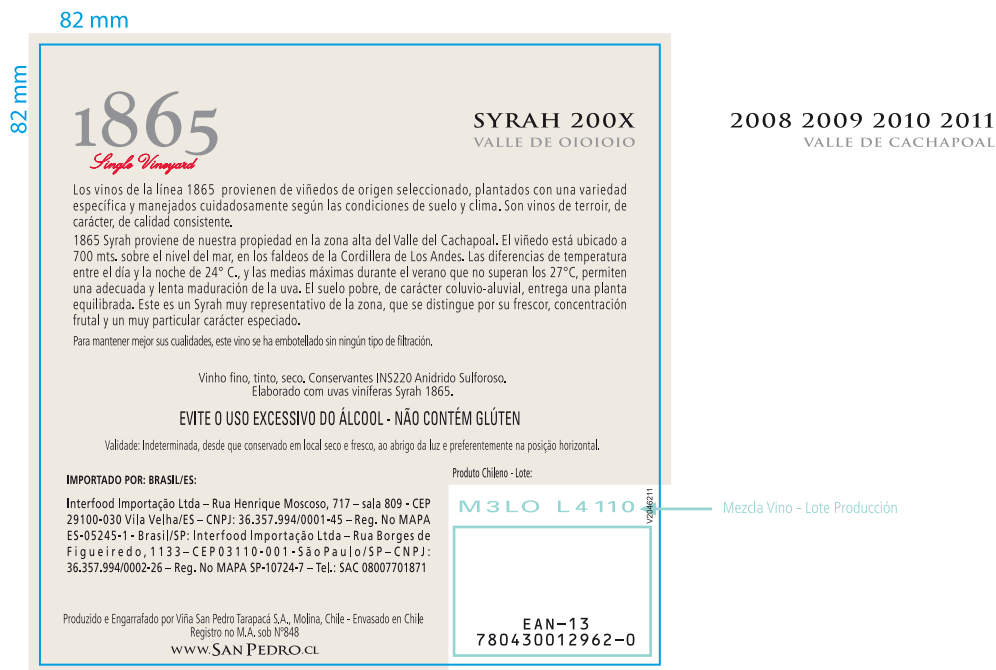 82 mm
82 mm
1865
Single Vineyard
SYRAH 200X
VALLE DE OIOIOIO
2008 2009 2010 2011
VALLE DE CACHAPOAL
Los vinos de la línea 1865 provienen de viñedos de origen seleccionado, plantados con una variedad
específica y manejados cuidadosamente según las condiciones de suelo y clima. Son vinos de terroir, de
carácter, de calidad consistente.
1865 Syrah proviene de nuestra propiedad en la zona alta del Valle del Cachapoal. El viñedo está ubicado a
700 mts. sobre el nivel del mar, en los faldeos de la Cordillera de Los Andes. Las diferencias de temperatura
entre el día y la noche de 24° C., y las medias máximas durante el verano que no superan los 27°C, permiten
una adecuada y lenta maduración de la uva. El suelo pobre, de carácter coluvio-aluvial, entrega una planta
equilibrada. Este es un Syrah muy representativo de la zona, que se distingue por su frescor, concentración
frutal y un muy particular carácter especiado.
Para mantener mejor sus cualidades, este vino se ha embotellado sin ningún tipo de filtración.
Vinho fino, tinto, seco. Conservantes INS220 Anidrido Sulforoso.
Elaborado com uvas viníferas Syrah 1865.
EVITE O USO EXCESSIVO DO ÁLCOOL - NÃO CONTÉM GLÚTEN
Validade: Indeterminada, desde que conservado em local seco e fresco, ao abrigo da luz e preferentemente na posição horizontal.
IMPORTADO POR: BRASIL/ES:
Interfood Importação Ltda – Rua Henrique Moscoso, 717 – sala 809 - CEP
29100-030 Vila Velha/ES – CNPJ: 36.357.994/0001-45 – Reg. No MAPA
ES-05245-1 - Brasil/SP: Interfood Importação Ltda – Rua Borges de
Figueiredo, 1133 – CEP 03110-001 - São Paulo/SP – CNPJ:
36.357.994/0002-26 – Reg. No MAPA SP-10724-7 – Tel.: SAC 08007701871
Produzido e Engarrafado por Viña San Pedro Tarapacá S.A., Molina, Chile - Envasado en Chile
Registro no M.A. sob Nº848
WWW.SAN PEDRO.CL
Produto Chileno - Lote:
M3LO L4110
V2046211
Mezcla Vino - Lote Producción
EAN-13
780430012962-0